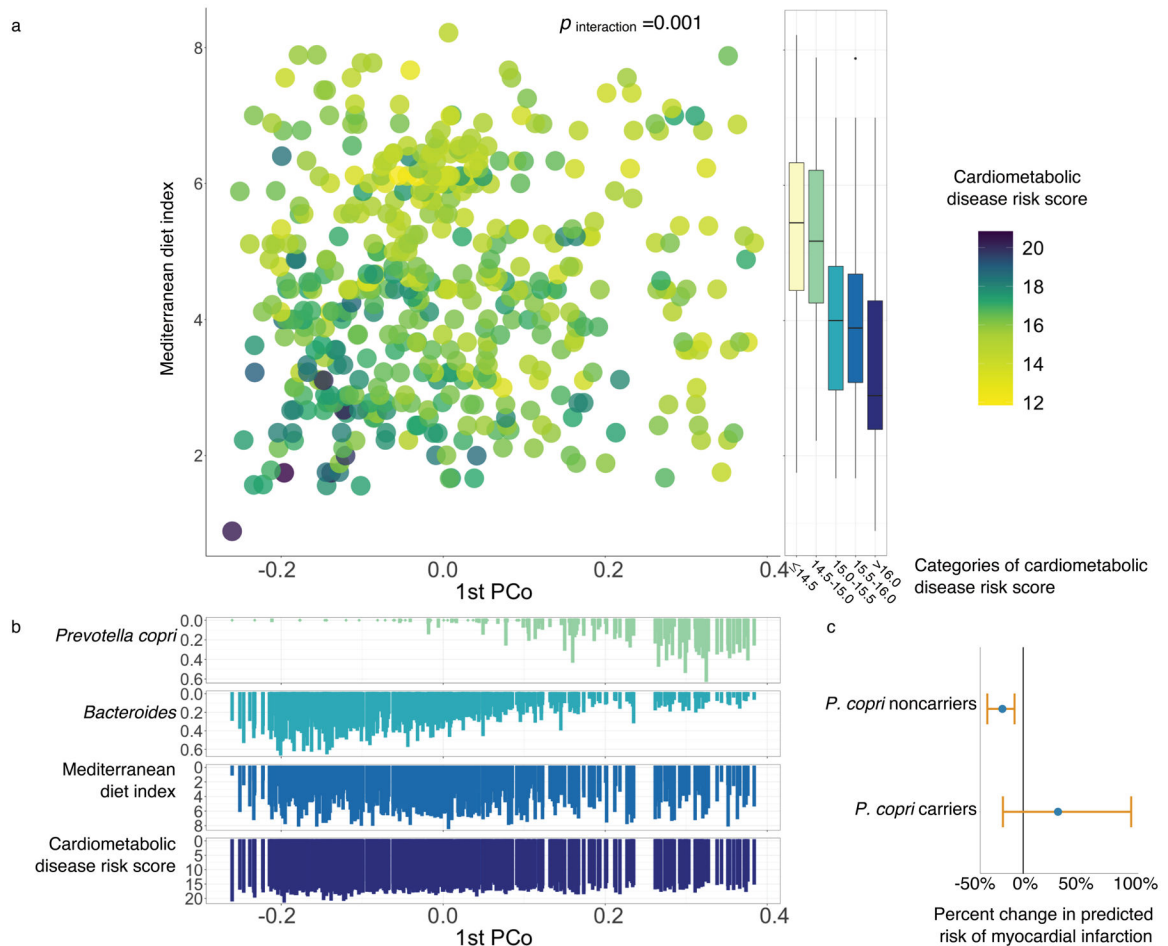 a
p interaction =0.001
Mediterranean diet index
8
6
4
2
-0.2
0.0
0.2
0.4
1st PCo
≤14.5
14.5-15.0
15.0-15.5
15.5-16.0
>16.0
Categories of cardiometabolic
disease risk score
Cardiometabolic
disease risk score
20
18
16
14
12
b
Prevotella copri
0.0
0.2
0.4
0.6
Bacteroides
0.0
0.2
0.4
0.6
Mediterranean
diet index
0
2
4
6
8
Cardiometabolic
disease risk score
0
5
10
15
20
-0.2
0.0
0.2
0.4
1st PCo
c
P. copri noncarriers
P. copri carriers
-50%
0%
50%
100%
Percent change in predicted
risk of myocardial infarction